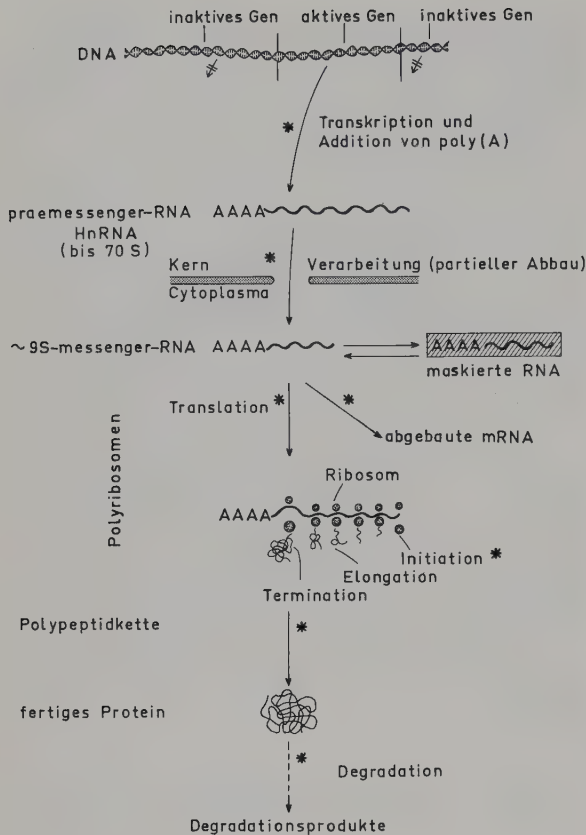 inaktives Gen aktives Gen inaktives Gen
DNA
* Transkription und
Addition von poly(A)
praemessenger-RNA AAAA
HnRNA
(bis 70 S)
*
Kern Verarbeitung (partieller Abbau)
Cytoplasma
~9S-messenger-RNA AAAA AAAA
maskierte RNA
Translation * *
abgebaute mRNA
Polyribosomen
Ribosom
AAAA
Initiation *
Elongation
Termination
Polypeptidkette *
fertiges Protein
* Degradation
Degradationsprodukte